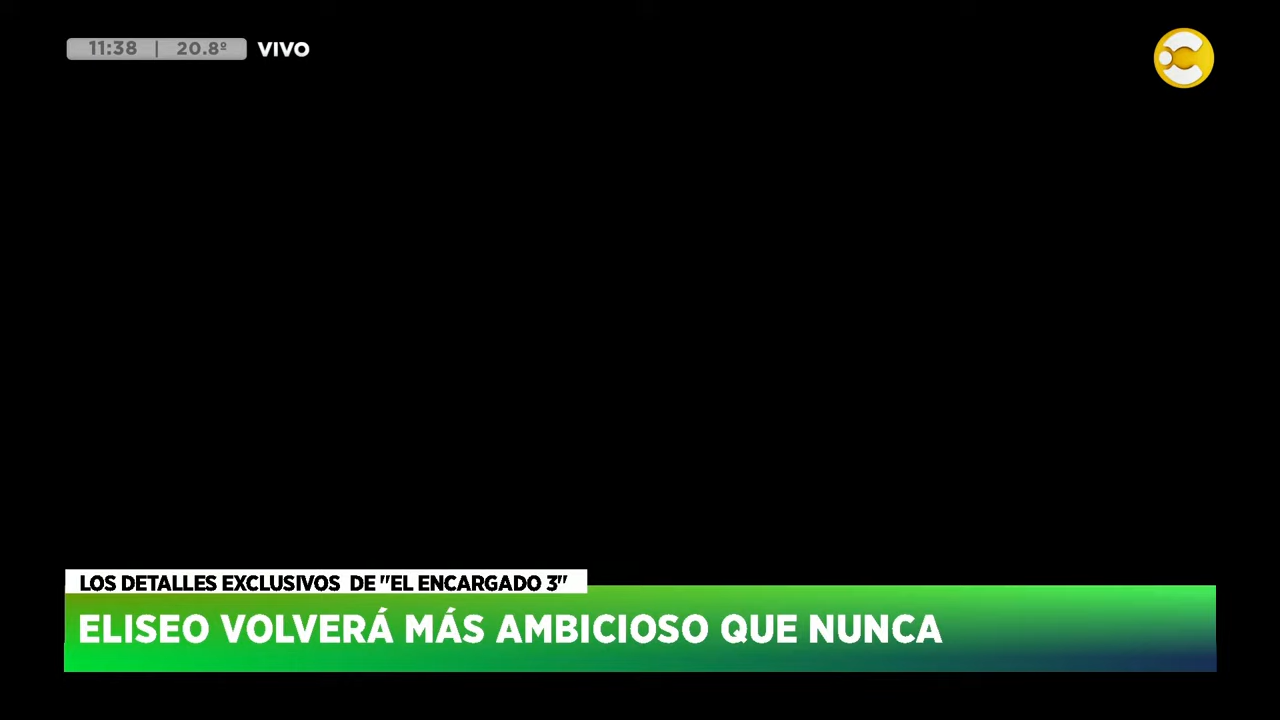 11:38 | 20.8º VIVO
LOS DETALLES EXCLUSIVOS DE "EL ENCARGADO 3"
ELISEO VOLVERÁ MÁS AMBICIOSO QUE NUNCA